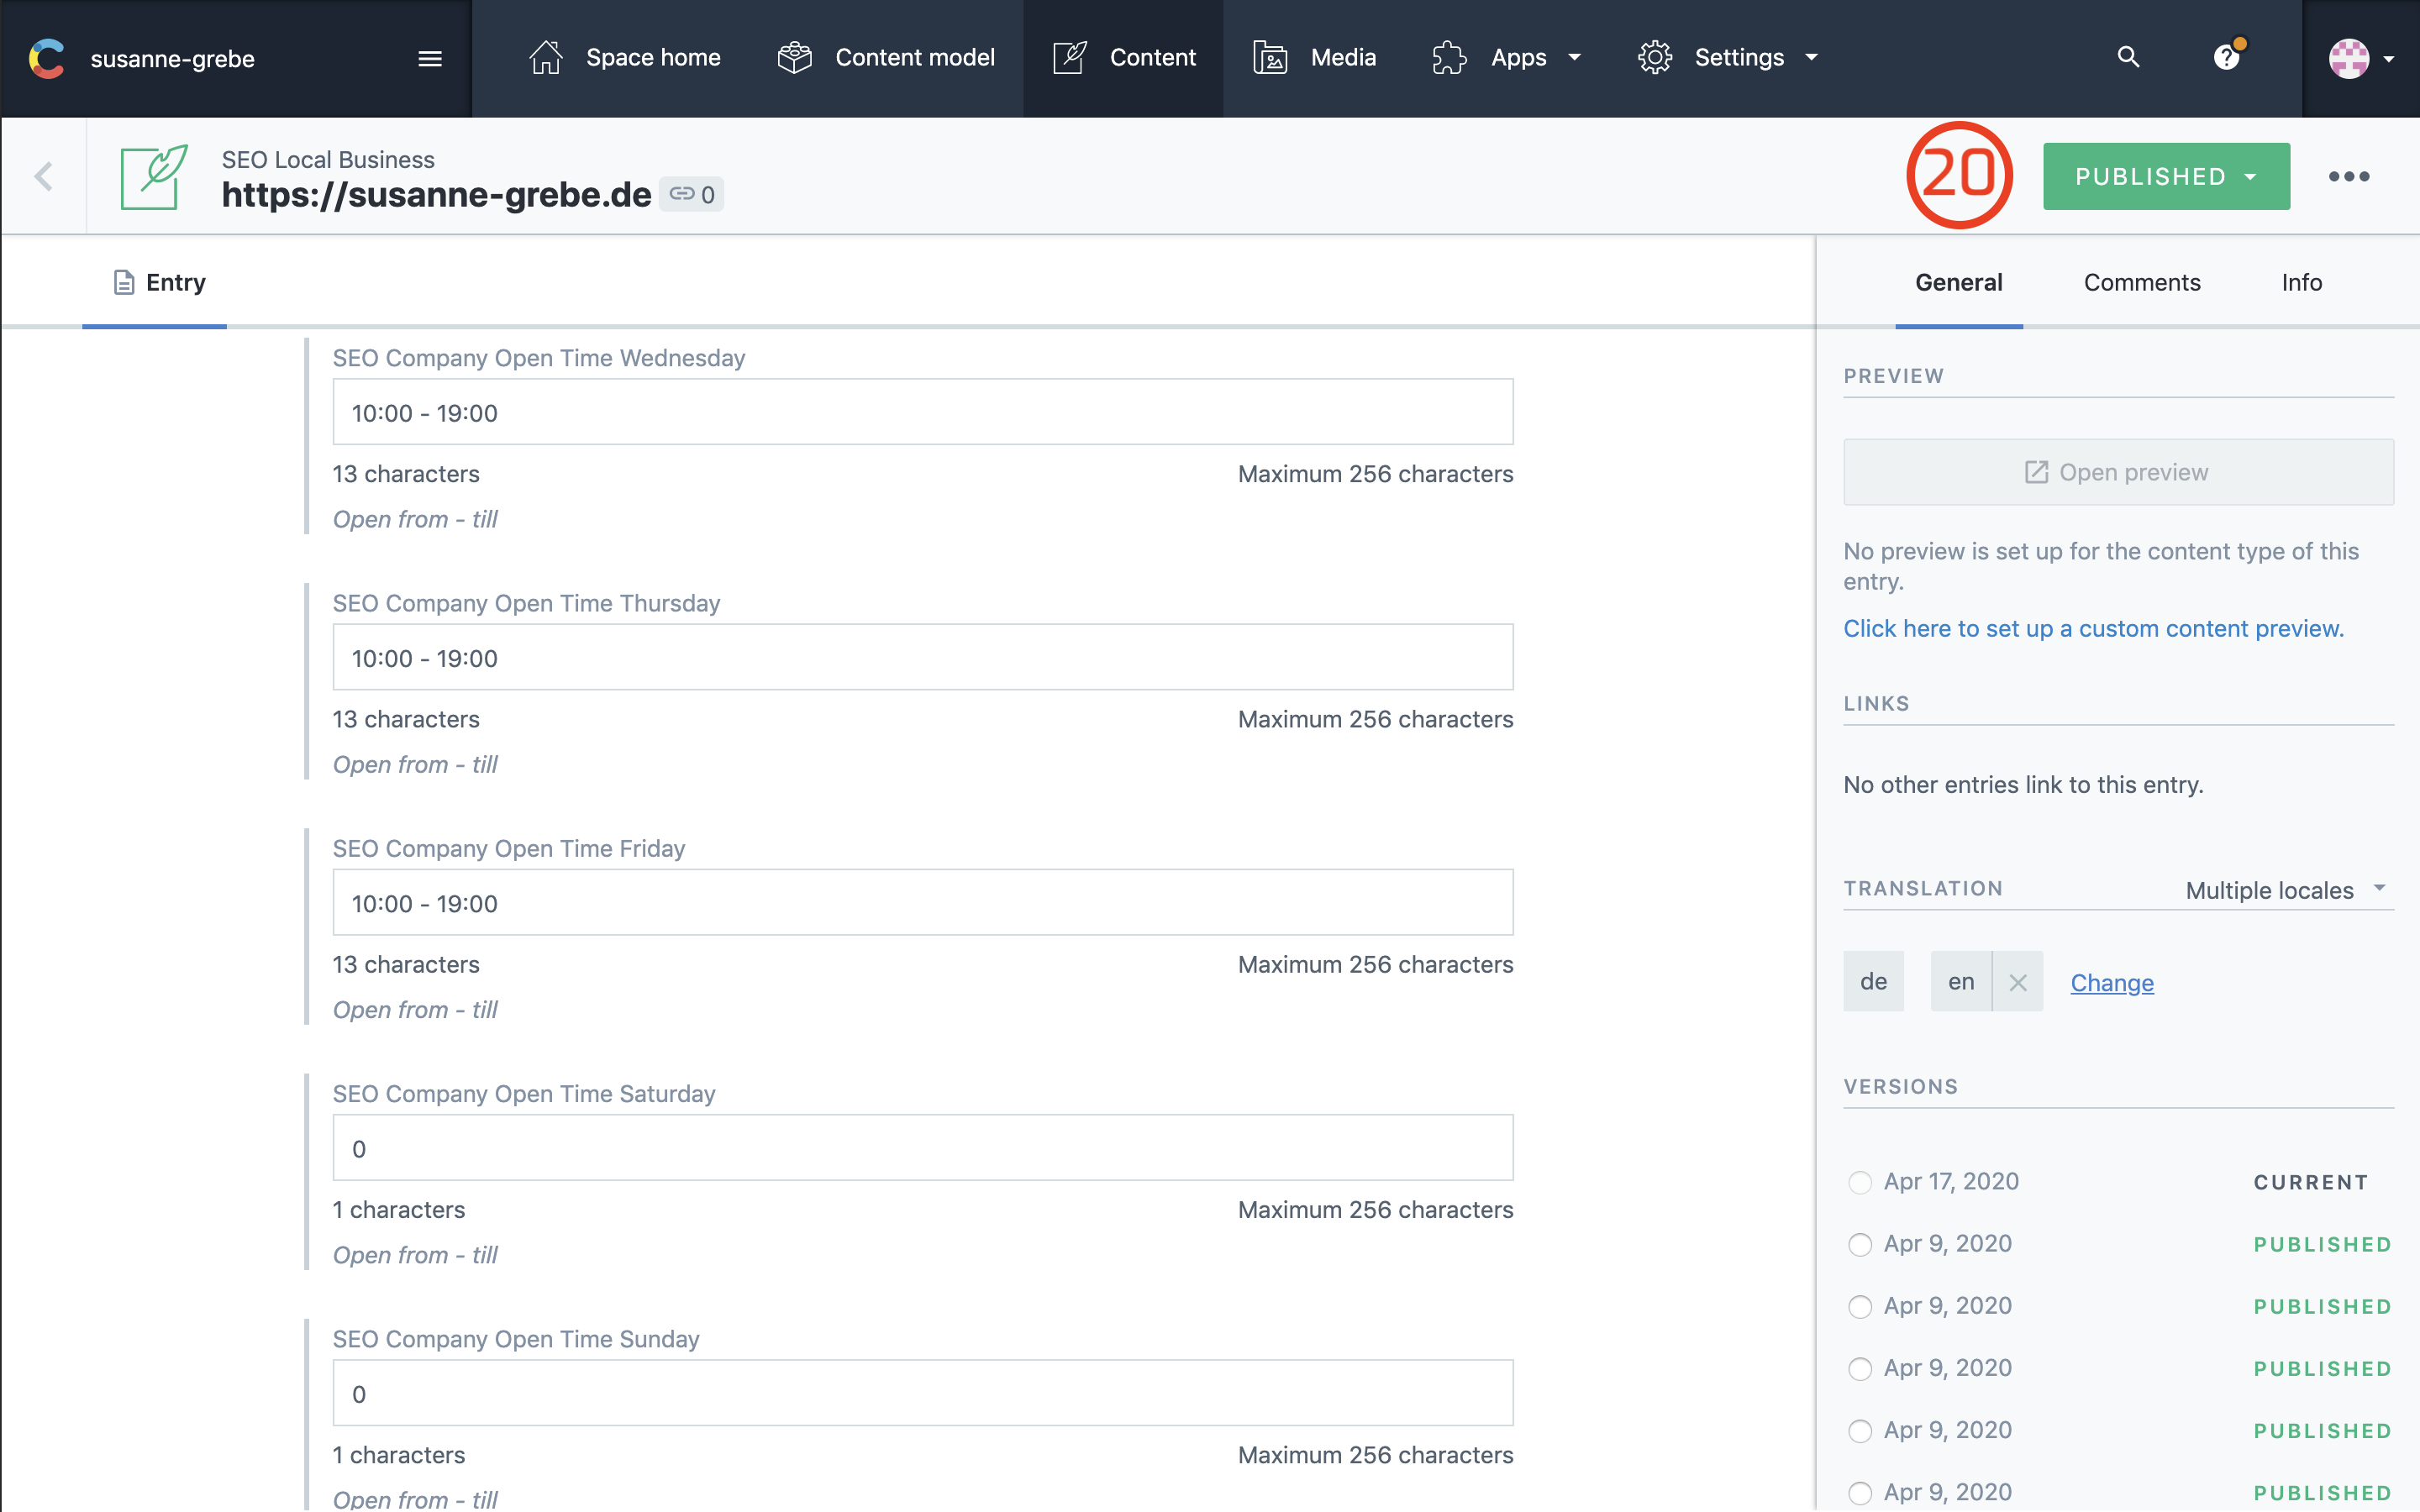 susanne-grebe
Space home
Content model
Content
Media
Apps
Settings
SEO Local Business
https://susanne-grebe.de
0
20
PUBLISHED
Entry
General
Comments
Info
SEO Company Open Time Wednesday
10:00 - 19:00
13 characters
Maximum 256 characters
Open from - till
SEO Company Open Time Thursday
10:00 - 19:00
13 characters
Maximum 256 characters
Open from - till
SEO Company Open Time Friday
10:00 - 19:00
13 characters
Maximum 256 characters
Open from - till
SEO Company Open Time Saturday
0
1 characters
Maximum 256 characters
Open from - till
SEO Company Open Time Sunday
0
1 characters
Maximum 256 characters
Open from - till
PREVIEW
Open preview
No preview is set up for the content type of this
entry.
Click here to set up a custom content preview.
LINKS
No other entries link to this entry.
TRANSLATION
Multiple locales
de
en
Change
VERSIONS
Apr 17, 2020
CURRENT
Apr 9, 2020
PUBLISHED
Apr 9, 2020
PUBLISHED
Apr 9, 2020
PUBLISHED
Apr 9, 2020
PUBLISHED
Apr 9, 2020
PUBLISHED